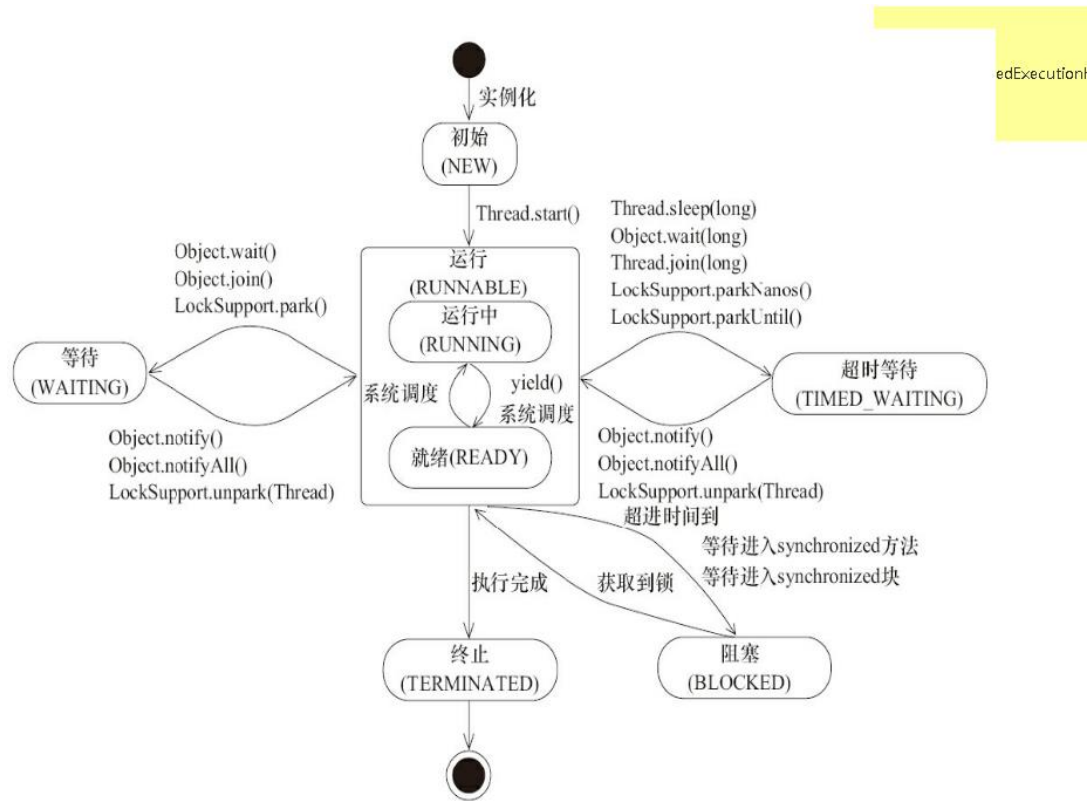 edExecution
实例化
初始
(NEW)
Thread.start()
Thread.sleep(long)
Object.wait(long)
Thread.join(long)
LockSupport.parkNanos()
LockSupport.parkUntil()
Object.wait()
Object.join()
LockSupport.park()
运行
(RUNNABLE)
运行中
(RUNNING)
等待
(WAITING)
系统调度
yield()
系统调度
超时等待
(TIMED_WAITING)
就绪(READY)
Object.notify()
Object.notifyAll()
LockSupport.unpark(Thread)
Object.notify()
Object.notifyAll()
LockSupport.unpark(Thread)
超进时间到
等待进入synchronized方法
等待进入synchronized块
执行完成
获取到锁
终止
(TERMINATED)
阻塞
(BLOCKED)